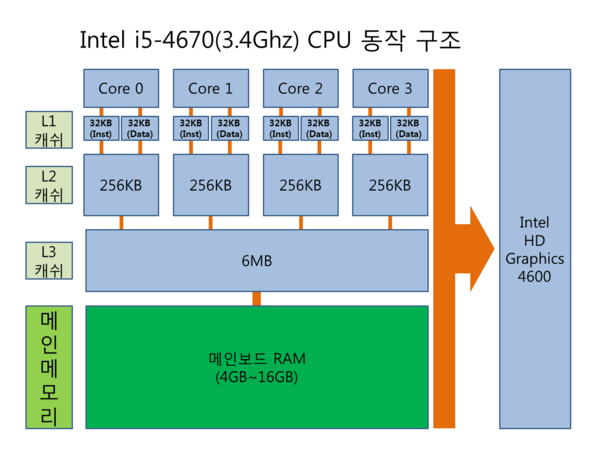 Intel i5-4670(3.4Ghz) CPU 동작 구조
Core 0
Core 1
Core 2
Core 3
L1
캐쉬
32KB
(Inst)
32KB
(Data)
32KB
(Inst)
32KB
(Data)
32KB
(Inst)
32KB
(Data)
32KB
(Inst)
32KB
(Data)
L2
캐쉬
256KB
256KB
256KB
256KB
L3
캐쉬
6MB
메
인
메
모
리
메인보드 RAM
(4GB~16GB)
Intel
HD
Graphics
4600